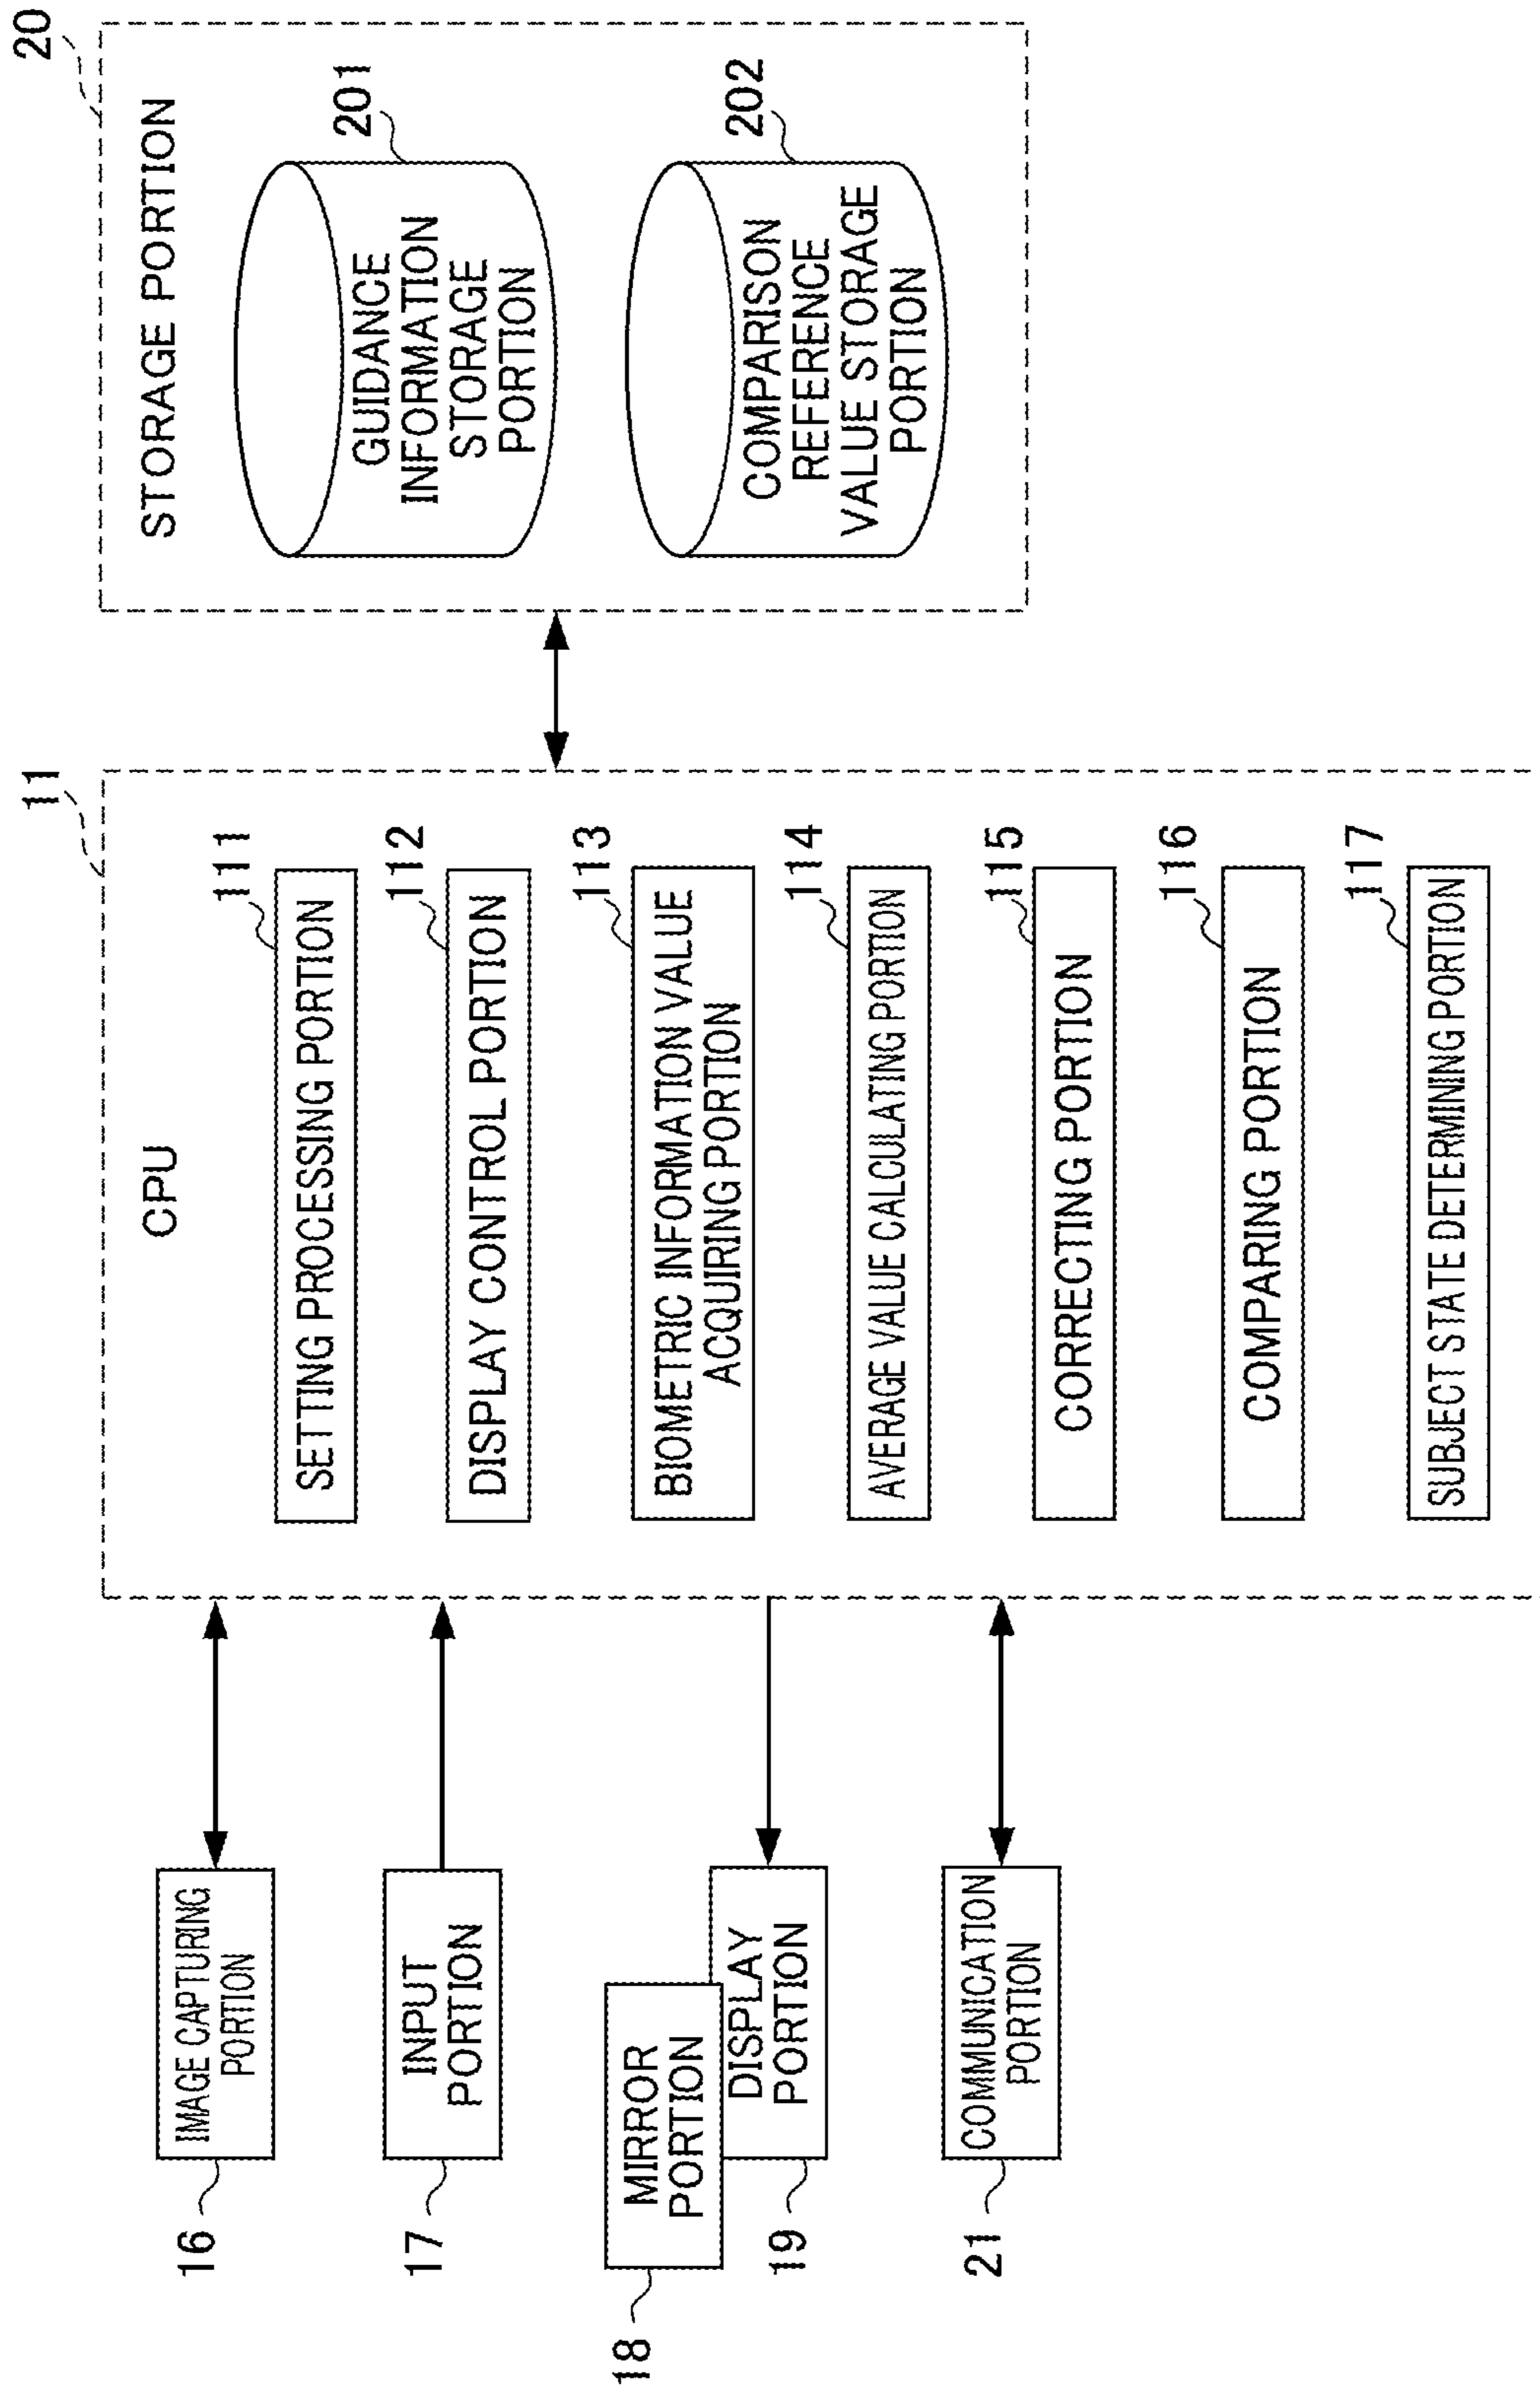 16
IMAGE CAPTURING
PORTION
17
INPUT
PORTION
18
MIRROR
PORTION
19
DISPLAY
PORTION
21
COMMUNICATION
PORTION
11
CPU
111
SETTING PROCESSING PORTION
112
DISPLAY CONTROL PORTION
113
BIOMETRIC INFORMATION VALUE
ACQUIRING PORTION
114
AVERAGE VALUE CALCULATING PORTION
115
CORRECTING PORTION
116
COMPARING PORTION
117
SUBJECT STATE DETERMINING PORTION
20
STORAGE PORTION
201
GUIDANCE
INFORMATION
STORAGE
PORTION
202
COMPARISON
REFERENCE
VALUE STORAGE
PORTION